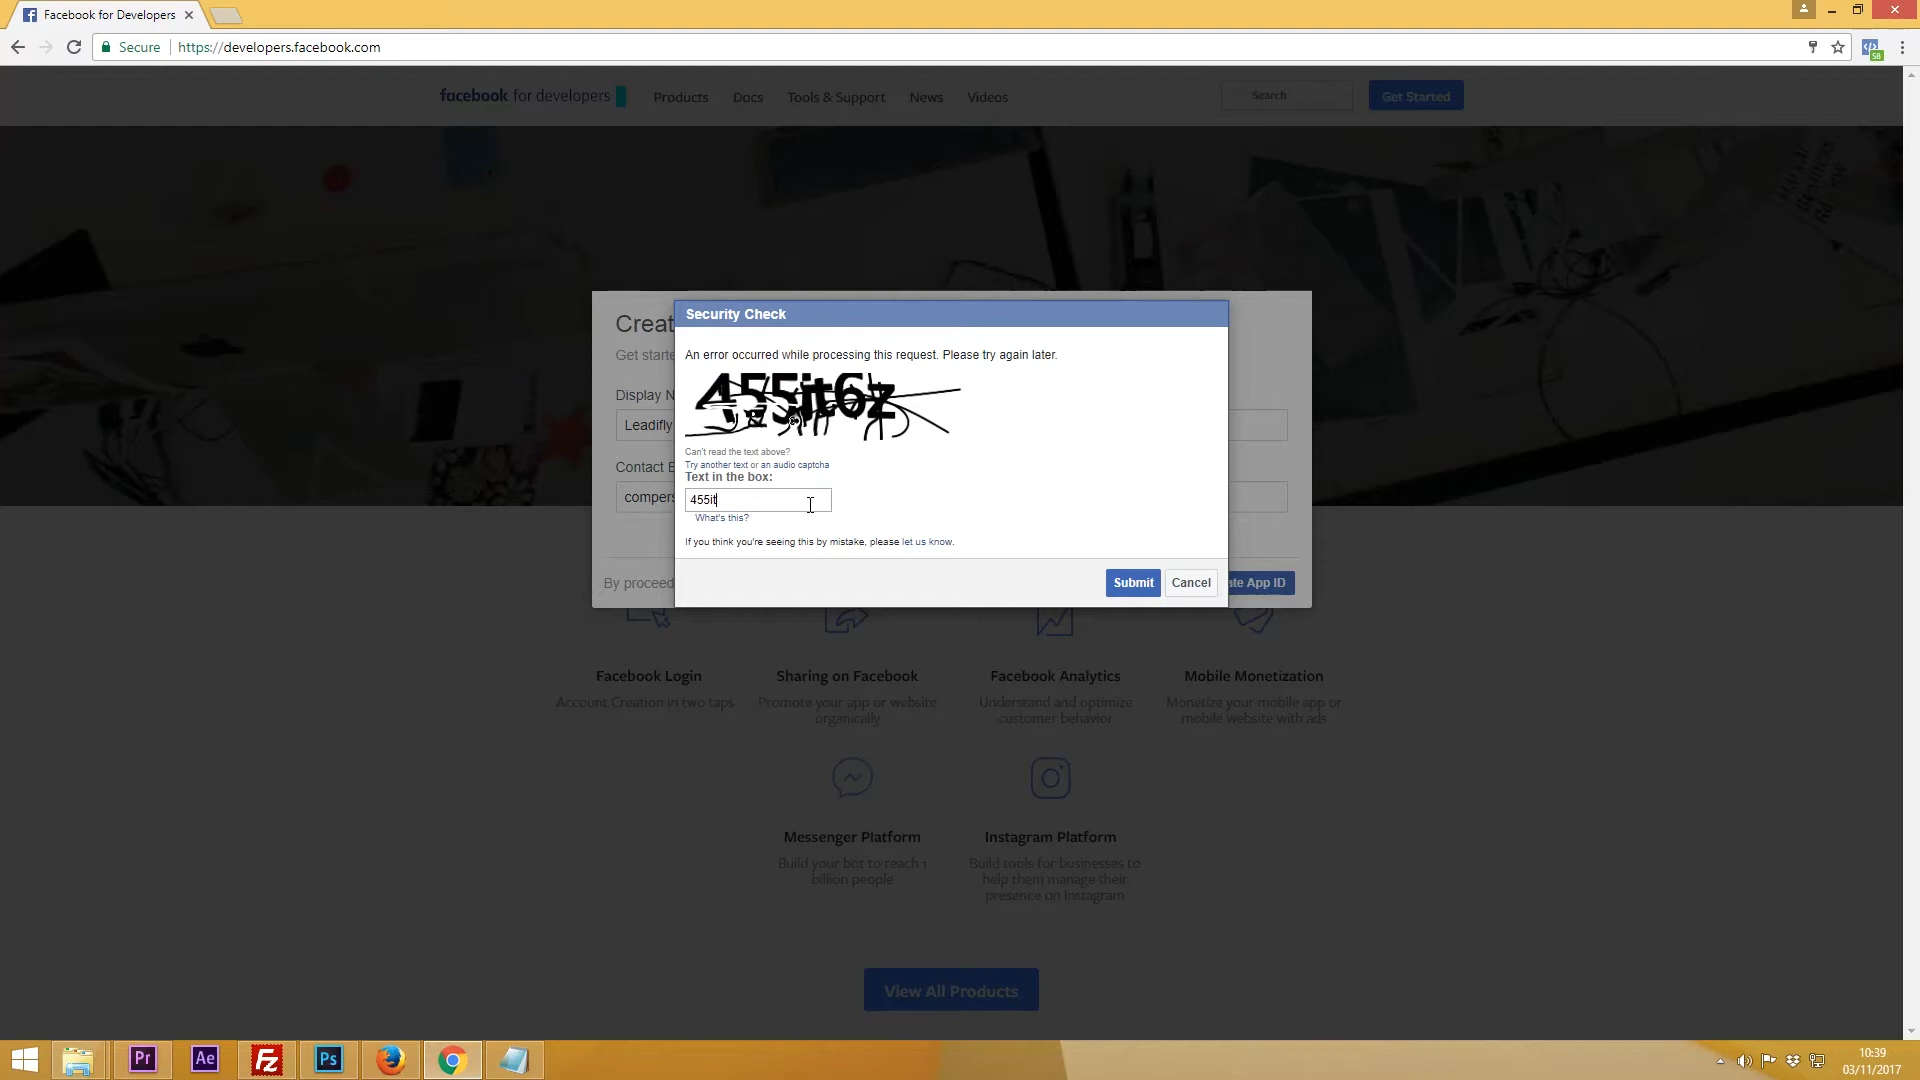 Facebook for Developers
Secure
https://developers.facebook.com
58
facebook for developers
Products
Docs
Tools & Support
News
Videos
Search
Get Started
Creat
Security Check
Get starte
An error occurred while processing this request. Please try again later.
455it6z
Display N
Leadifly
Can't read the text above?
Try another text or an audio captcha
Contact E
Text in the box:
compers
455it
What's this?
If you think you're seeing this by mistake, please let us know.
By proceed
Submit
Cancel
ate App ID
Facebook Login
Account Creation in two taps
Sharing on Facebook
Promote your app or website
organically
Facebook Analytics
Understand and optimize
customer behavior
Mobile Monetization
Monetize your mobile app or
mobile website with ads
Messenger Platform
Build your bot to reach 1
billion people
Instagram Platform
Build tools for businesses to
help them manage their
presence on Instagram
View All Products
Pr
Ae
Fz
Ps
10:39
03/11/2017